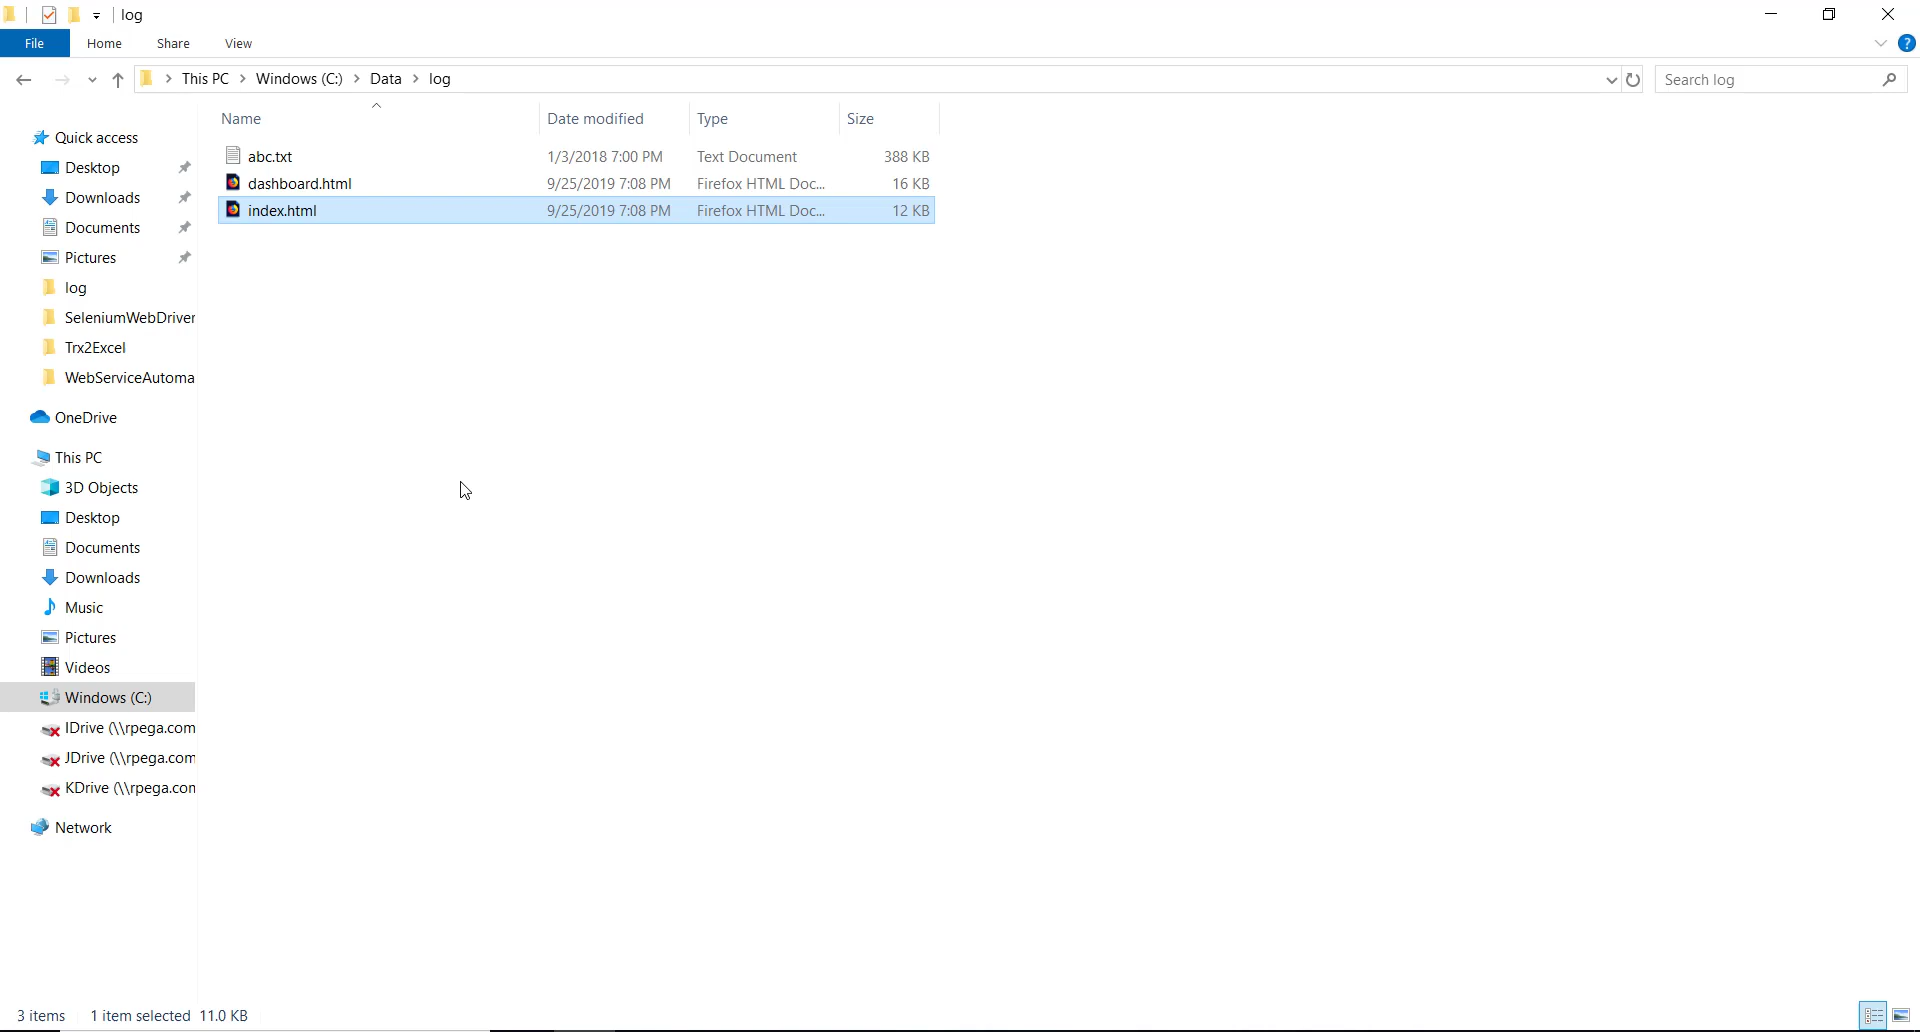 log
File Home Share View
This PC Windows (C:) Data log
Search log
Name Date modified Type Size
abc.txt 1/3/2018 7:00 PM Text Document 388 KB
dashboard.html 9/25/2019 7:08 PM Firefox HTML Doc... 16 KB
index.html 9/25/2019 7:08 PM Firefox HTML Doc... 12 KB
Quick access
Desktop
Downloads
Documents
Pictures
log
SeleniumWebDriver
Trx2Excel
WebServiceAutoma
OneDrive
This PC
3D Objects
Desktop
Documents
Downloads
Music
Pictures
Videos
Windows (C:)
IDrive (\\rpega.com
JDrive (\\rpega.com
KDrive (\\rpega.con
Network
3 items 1 item selected 11.0 KB